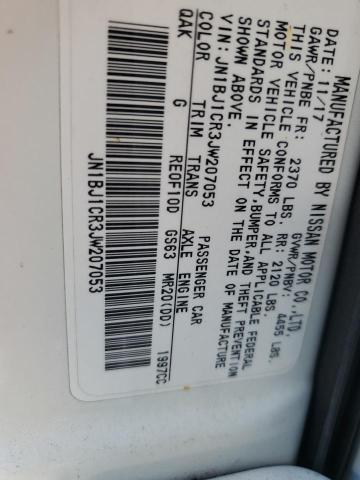 MANUFACTURED BY NISSAN MOTOR CO.,LTD.
DATE: 11/17 GVWR/PNBV: 4455 LBS.
GAWR/PNBE FR: 2370 LBS. RR: 2120 LBS.
THIS VEHICLE CONFORMS TO ALL APPLICABLE FEDERAL
MOTOR VEHICLE SAFETY,BUMPER,AND THEFT PREVENTION
STANDARDS IN EFFECT ON THE DATE OF MANUFACTURE
SHOWN ABOVE.
VIN:JN1BJ1CR3JW207053 PASSENGER CAR
COLOR TRIM TRANS AXLE ENGINE
QAK G RE0F10D GS63 MR20(DD) 1997CC
JN1BJ1CR3JW207053